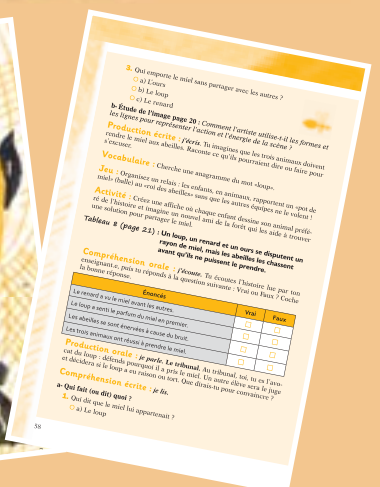 3. Qui emporte le miel sans partager avec les autres ?
a) L'ours
b) Le loup
c) Le renard
b- Étude de l'image page 20 : Comment l'artiste utilise-t-il les formes et
les lignes pour représenter l'action et l'énergie de la scène ?
Production écrite : j'écris. Tu imagines que les trois animaux doivent
rendre le miel aux abeilles. Raconte ce qu'ils pourraient dire ou faire pour
s'excuser.
Vocabulaire : Cherche une anagramme du mot «loup».
Jeu : Organisez un relais : les enfants, en animaux, rapportent un «pot de
miel» (balle) au «roi des abeilles» sans que les autres équipes ne le volent !
Activité : Créez une affiche où chaque enfant dessine son animal préfé-
ré de l'histoire et imagine un nouvel ami de la forêt qui les aide à trouver
une solution pour partager le miel.
Tableau 8 (page 21) : Un loup, un renard et un ours se disputent un
rayon de miel, mais les abeilles les chassent
avant qu'ils ne puissent le prendre.
Compréhension orale : j'écoute. Tu écoutes l'histoire lue par ton
enseignant.e, puis tu réponds à la question suivante : Vrai ou Faux ? Coche
la bonne réponse.
Énoncés Vrai Faux
Le renard a vu le miel avant les autres.
Le loup a senti le parfum du miel en premier.
Les abeilles se sont énervées à cause du bruit.
Les trois animaux ont réussi à prendre le miel.
Production orale : je parle. Le tribunal. Au tribunal, toi, tu es l'avo-
cat du loup : défends pourquoi il a pris le miel. Un autre élève sera le juge
et décidera si le loup a eu raison ou tort. Que dirais-tu pour convaincre ?
Compréhension écrite : je lis.
a- Qui fait (ou dit) quoi ?
1. Qui dit que le miel lui appartenait ?
a) Le loup
58